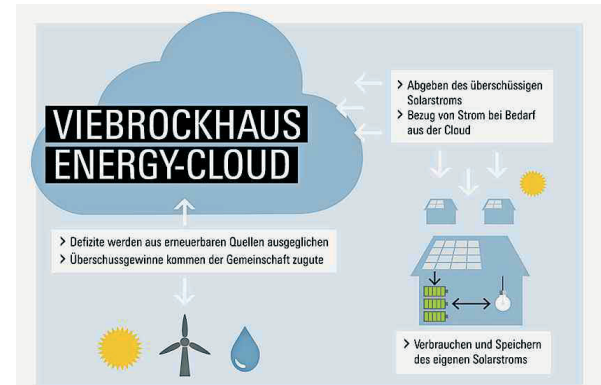 VIEBROCKHAUS
ENERGY-CLOUD
> Abgeben des überschüssigen
Solarstroms
> Bezug von Strom bei Bedarf
aus der Cloud
> Defizite werden aus erneuerbaren Quellen ausgeglichen
> Überschussgewinne kommen der Gemeinschaft zugute
> Verbrauchen und Speichern
des eigenen Solarstroms